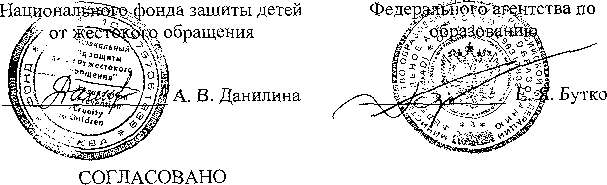 Национального фонда защиты детей
от жестокого обращения
А. В. Данилина
Федерального агентства по
образованию
Е. Я. Бутко
СОГЛАСОВАНО